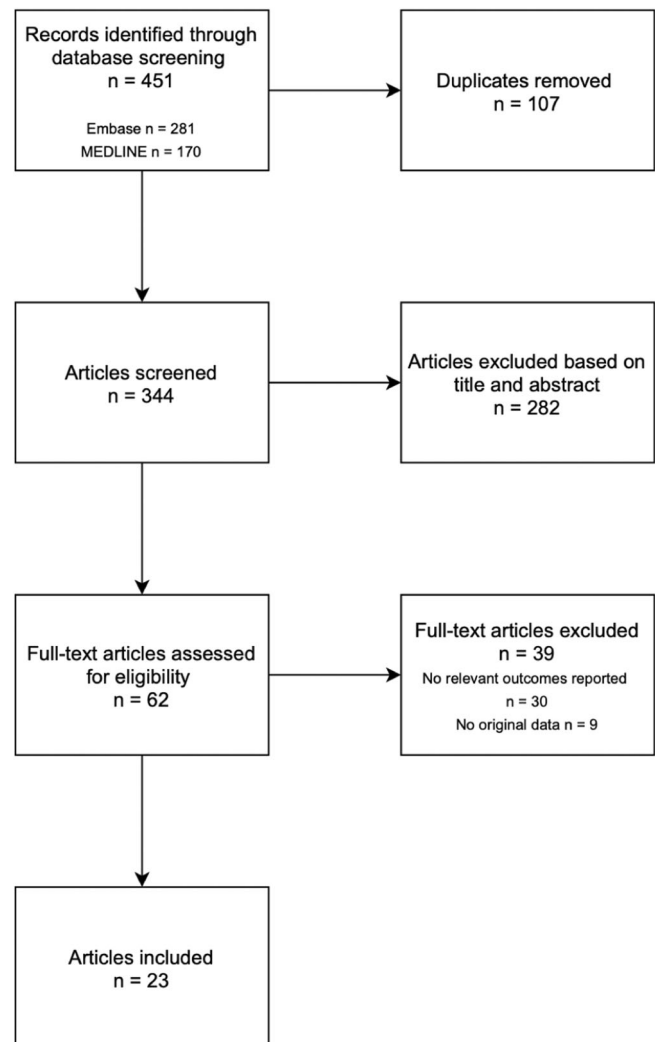 Records identified through
database screening
n = 451
Embase n = 281
MEDLINE n = 170
Duplicates removed
n = 107
Articles screened
n = 344
Articles excluded based on
title and abstract
n = 282
Full-text articles assessed
for eligibility
n = 62
Full-text articles excluded
n = 39
No relevant outcomes reported
n = 30
No original data n = 9
Articles included
n = 23